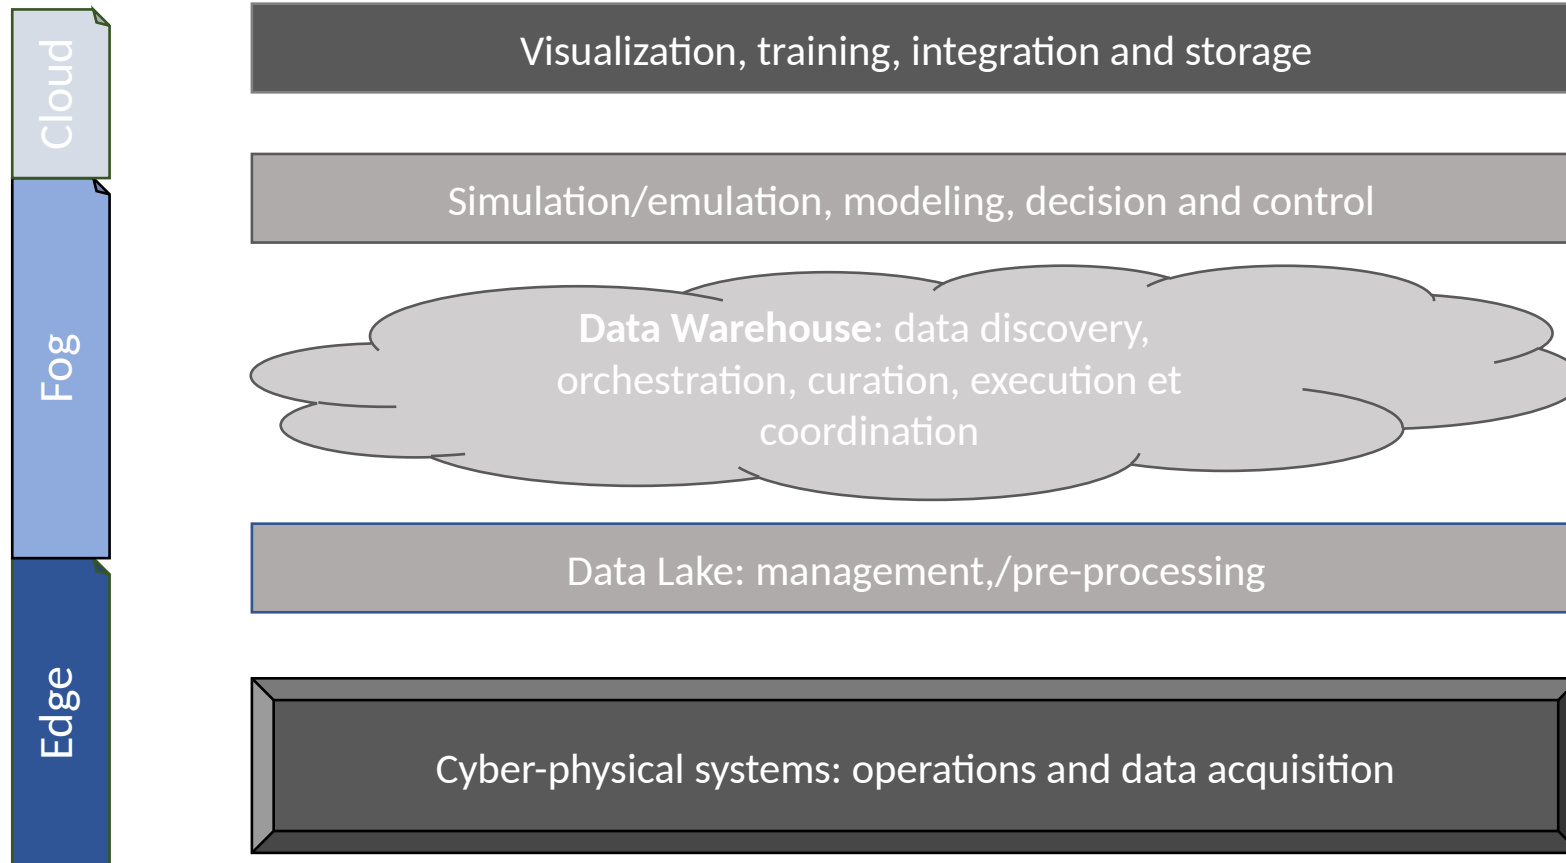 Cloud
Visualization, training, integration and storage
Simulation/emulation, modeling, decision and control
Fog
Data Warehouse: data discovery,
orchestration, curation, execution et
coordination
Data Lake: management,/pre-processing
Edge
Cyber-physical systems: operations and data acquisition